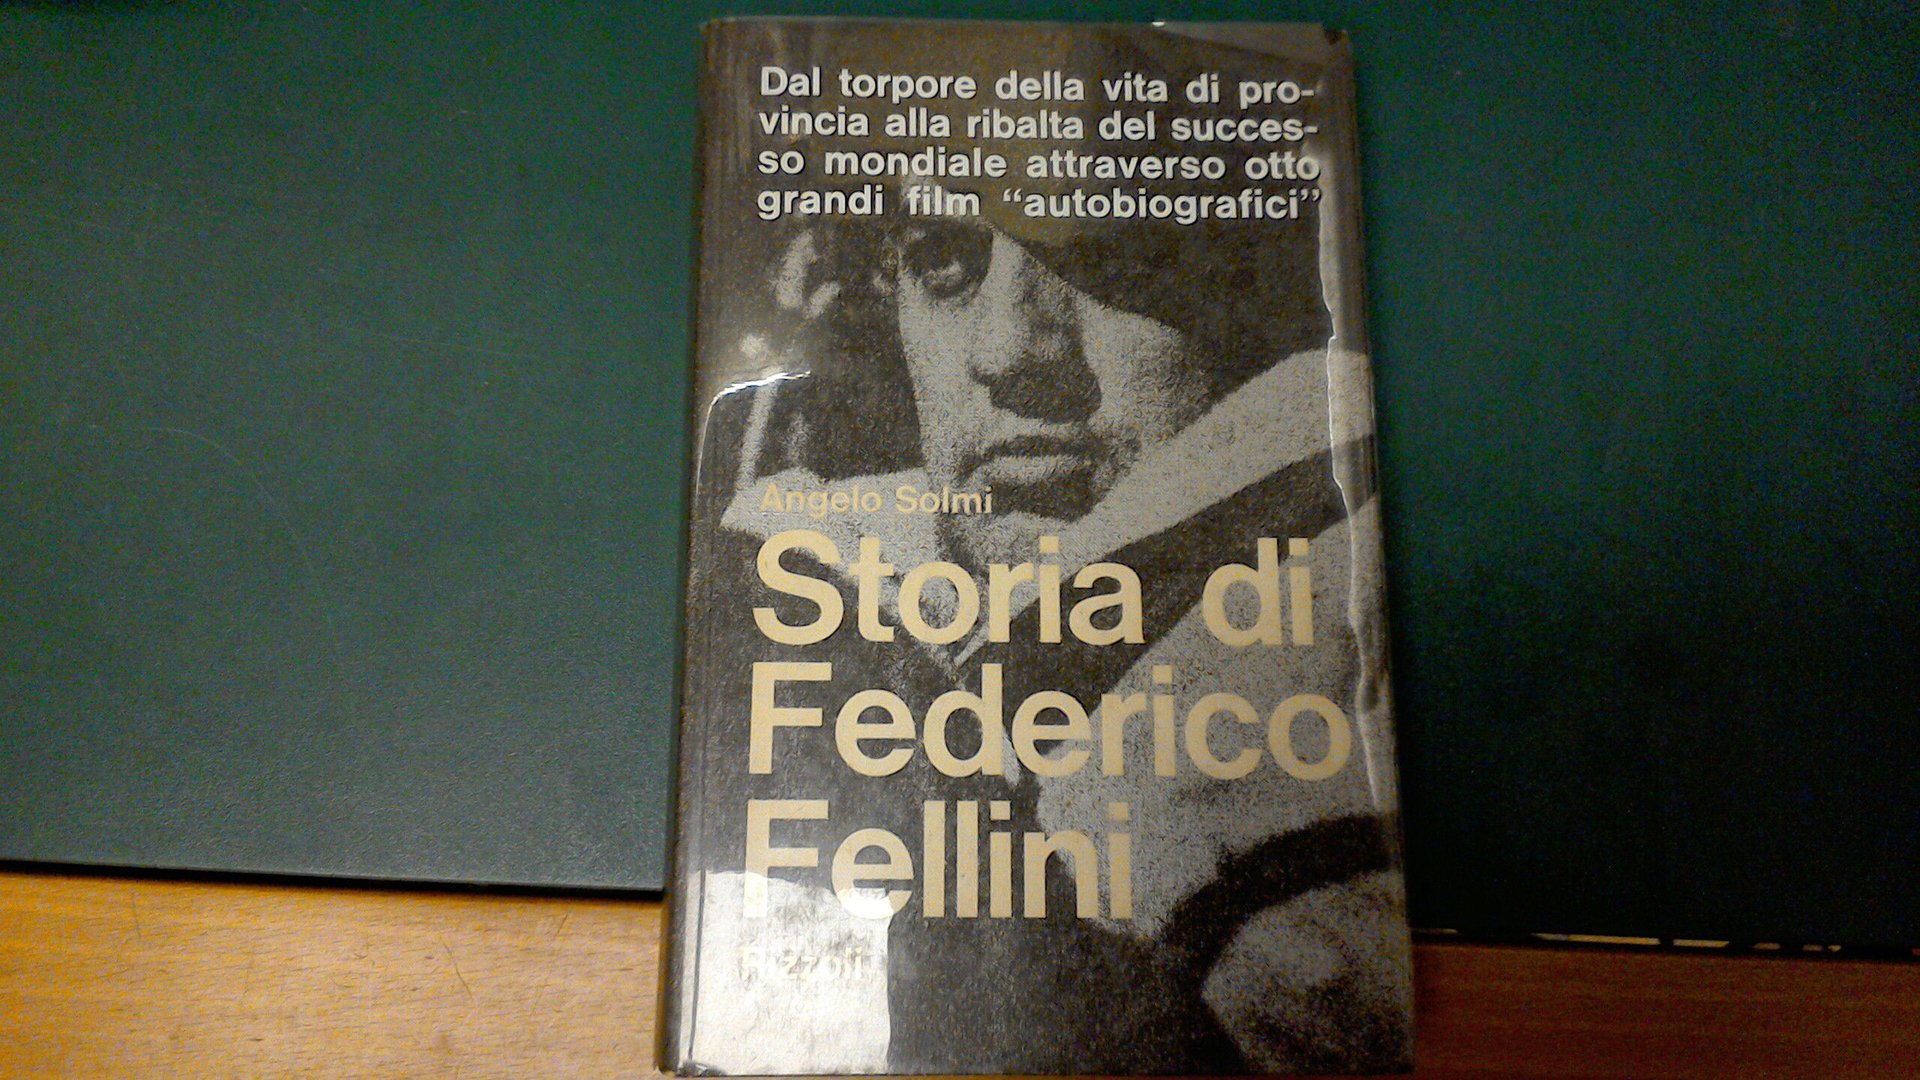 Dal torpore della vita di pro-
vincia alla ribalta del succes-
so mondiale attraverso otto
grandi film “autobiografici”
Angelo Solmi
Storia di
Federico
Fellini
Rizzoli